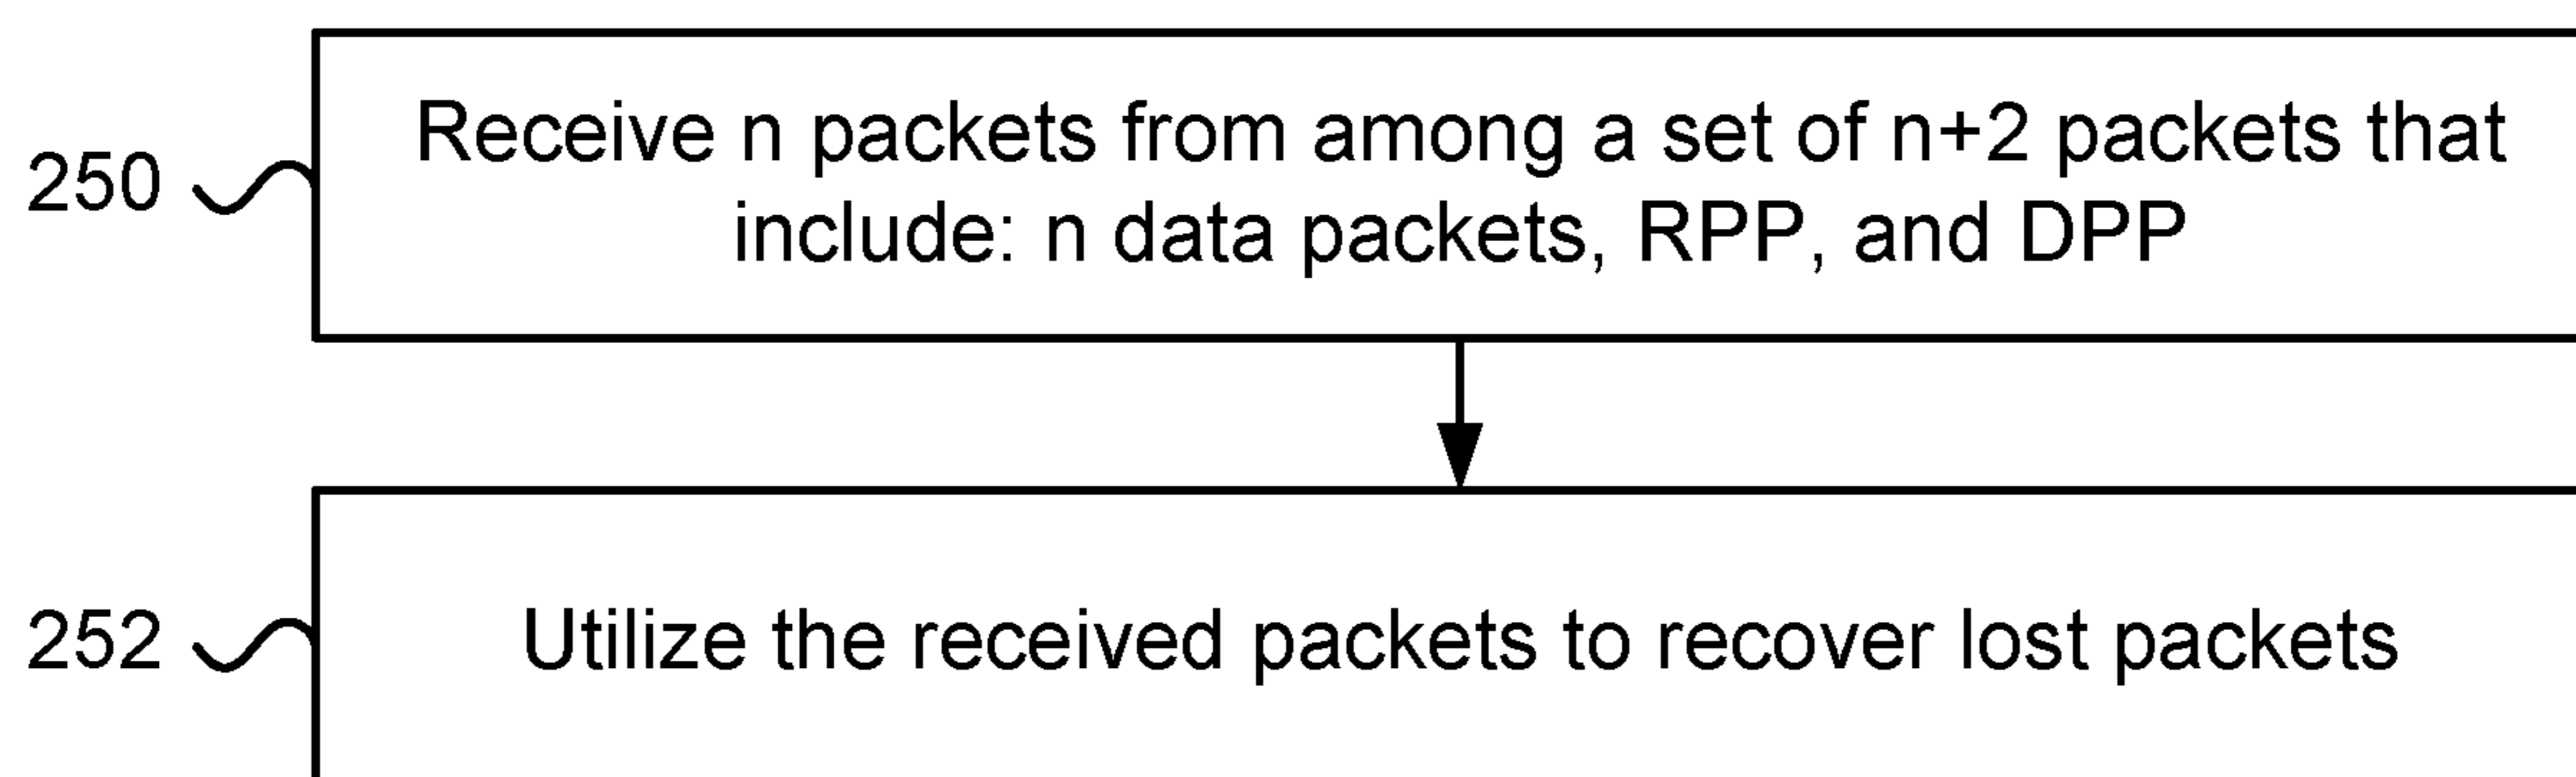 250
Receive n packets from among a set of n+2 packets that
include: n data packets, RPP, and DPP
252
Utilize the received packets to recover lost packets